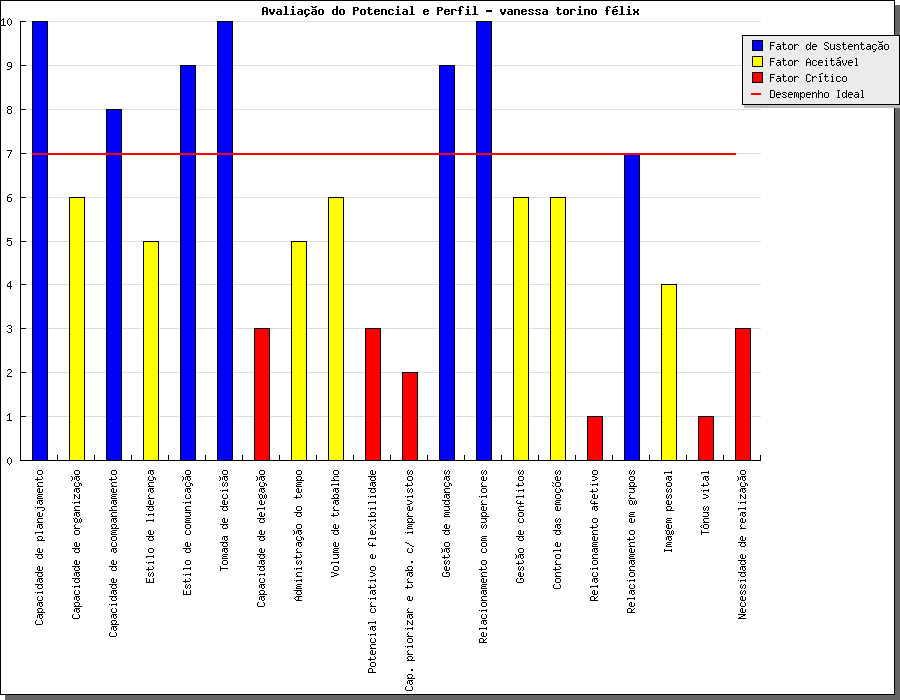 Avaliação do Potencial e Perfil - vanessa torino félix
10
9
8
7
6
5
4
3
2
1
0
Fator de Sustentação
Fator Aceitável
Fator Crítico
Desempenho Ideal
Capacidade de planejamento
Capacidade de organização
Capacidade de acompanhamento
Estilo de liderança
Estilo de comunicação
Tomada de decisão
Capacidade de delegação
Administração do tempo
Volume de trabalho
Potencial criativo e flexibilidade
Cap. priorizar e trab. c/ imprevistos
Gestão de mudanças
Relacionamento com superiores
Gestão de conflitos
Controle das emoções
Relacionamento afetivo
Relacionamento em grupos
Imagem pessoal
Tônus vital
Necessidade de realização